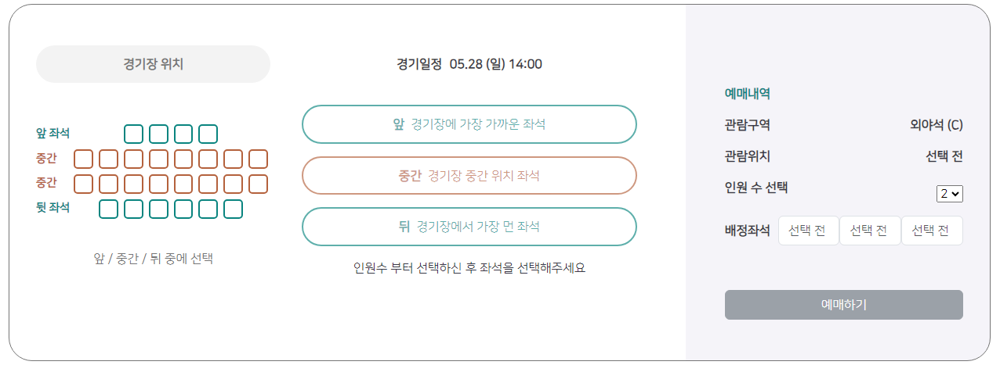 경기장 위치
앞 좌석
중간
중간
뒷 좌석
앞 / 중간 / 뒤 중에 선택
경기일정 05.28 (일) 14:00
앞 경기장에 가장 가까운 좌석
중간 경기장 중간 위치 좌석
뒤 경기장에서 가장 먼 좌석
인원수 부터 선택하신 후 좌석을 선택해주세요
예매내역
관람구역 외야석 (C)
관람위치 선택 전
인원 수 선택 2
배정좌석 선택 전 선택 전 선택 전
예매하기